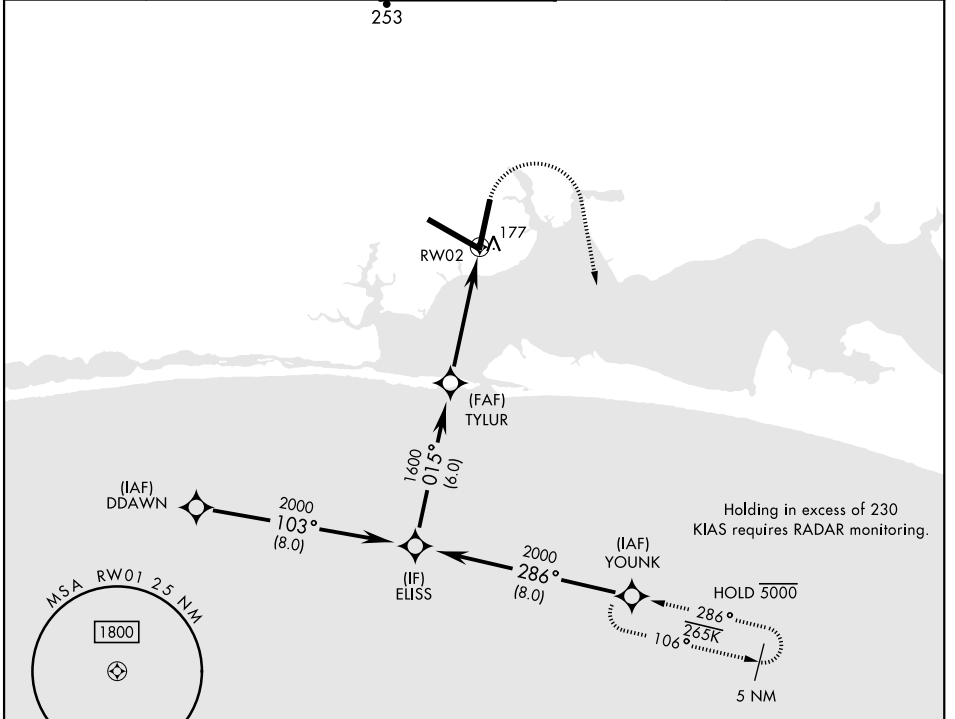 253
177
RW02
(FAF)
TYLUR
1600
015°
(6.0)
(IAF)
DDAWN
2000
103°
(8.0)
(IF)
ELISS
2000
286°
(8.0)
(IAF)
YOUNK
Holding in excess of 230
KIAS requires RADAR monitoring.
HOLD 5000
286°
265K
106°
5 NM
MSA RW01 25 NM
1800